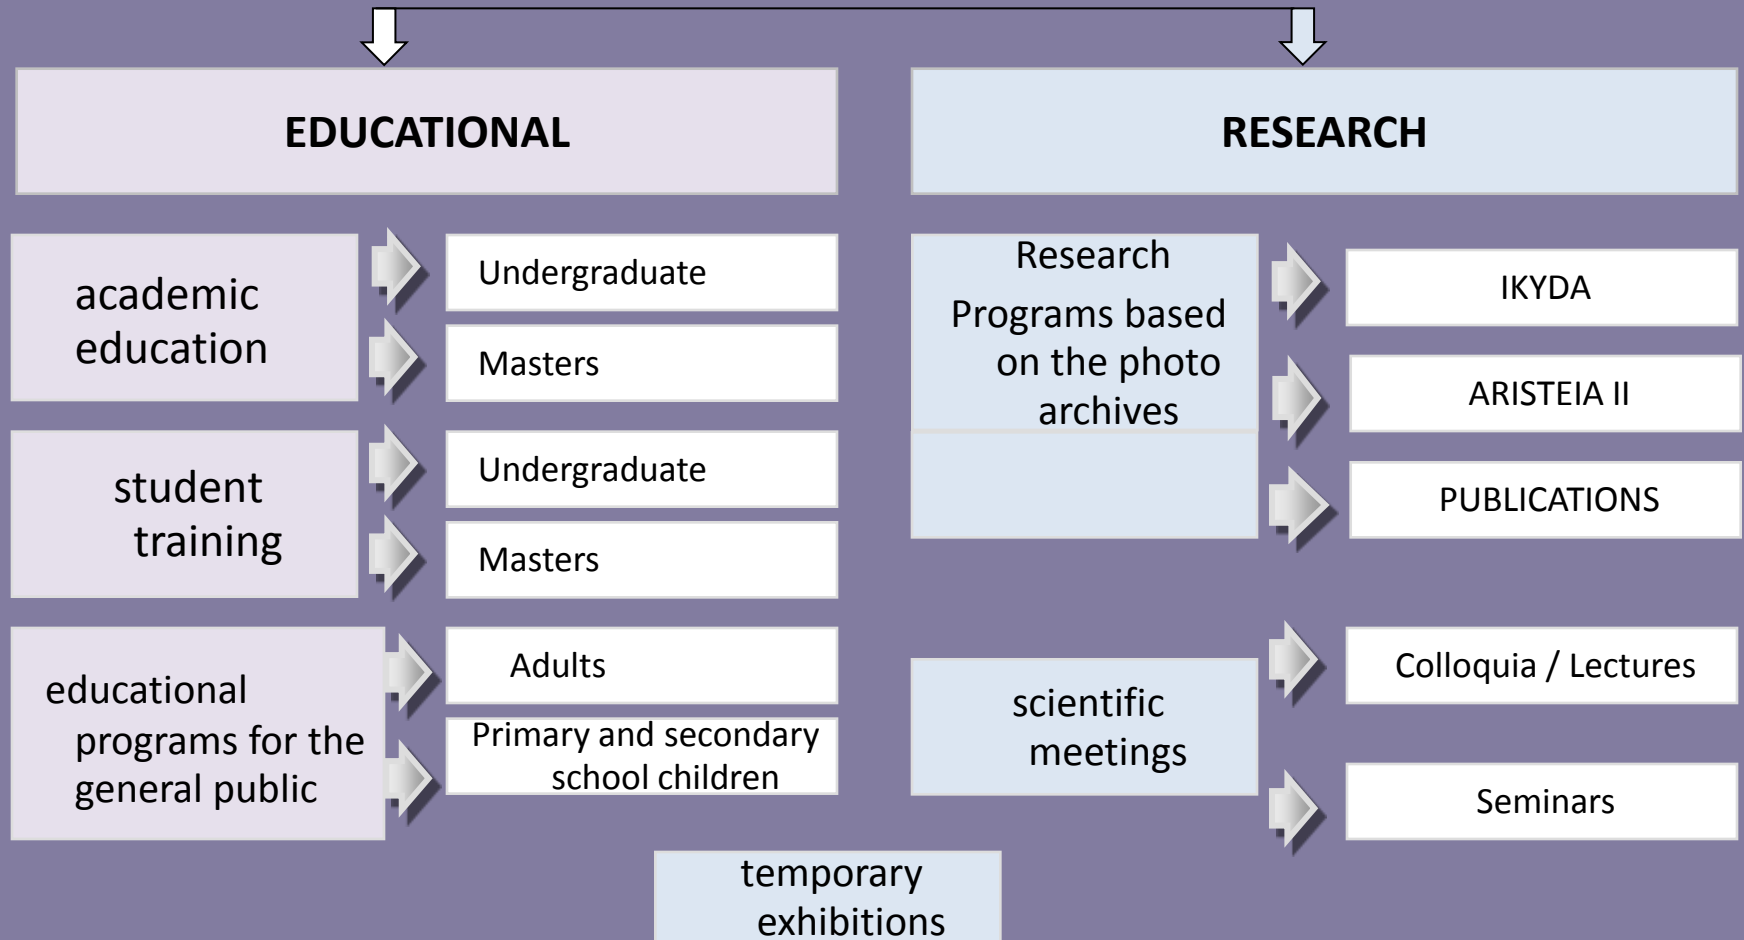 EDUCATIONAL
academic
education
Undergraduate
Masters
student
training
Undergraduate
Masters
educational
programs for the
general public
Adults
Primary and secondary
school children
RESEARCH
Research
Programs based
on the photo
archives
IKYDA
ARISTEIA II
PUBLICATIONS
scientific
meetings
Colloquia / Lectures
Seminars
temporary
exhibitions